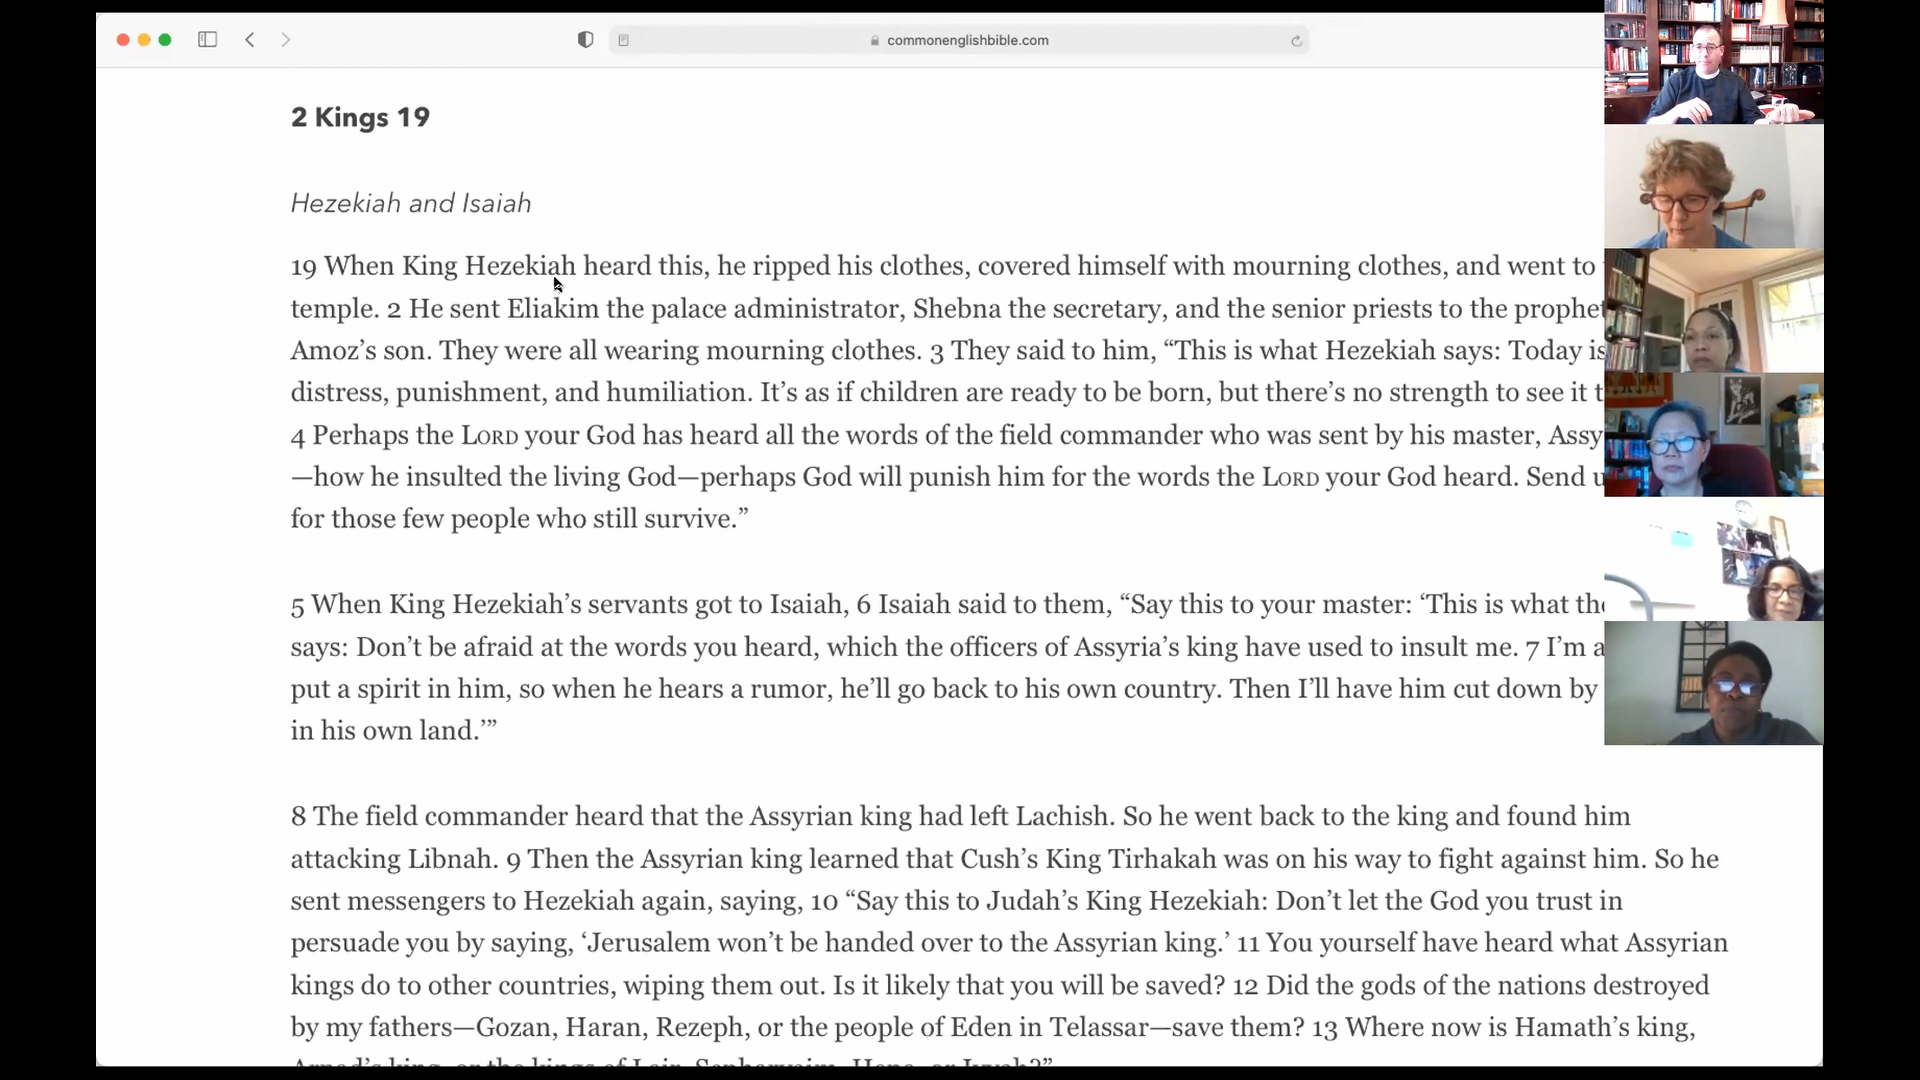 commonenglishbible.com
2 Kings 19
Hezekiah and Isaiah
19 When King Hezekiah heard this, he ripped his clothes, covered himself with mourning clothes, and went to
temple. 2 He sent Eliakim the palace administrator, Shebna the secretary, and the senior priests to the prophet
Amoz’s son. They were all wearing mourning clothes. 3 They said to him, “This is what Hezekiah says: Today is
distress, punishment, and humiliation. It’s as if children are ready to be born, but there’s no strength to see it
4 Perhaps the LORD your God has heard all the words of the field commander who was sent by his master,
—how he insulted the living God—perhaps God will punish him for the words the LORD your God heard. Send
for those few people who still survive.”
5 When King Hezekiah’s servants got to Isaiah, 6 Isaiah said to them, “Say this to your master: ‘This is what
says: Don’t be afraid at the words you heard, which the officers of Assyria’s king have used to insult me. 7 I’m
put a spirit in him, so when he hears a rumor, he’ll go back to his own country. Then I’ll have him cut down by
in his own land.’”
8 The field commander heard that the Assyrian king had left Lachish. So he went back to the king and found him
attacking Libnah. 9 Then the Assyrian king learned that Cush’s King Tirhakah was on his way to fight against him. So he
sent messengers to Hezekiah again, saying, 10 “Say this to Judah’s King Hezekiah: Don’t let the God you trust in
persuade you by saying, ‘Jerusalem won’t be handed over to the Assyrian king.’ 11 You yourself have heard what Assyrian
kings do to other countries, wiping them out. Is it likely that you will be saved? 12 Did the gods of the nations destroyed
by my fathers—Gozan, Haran, Rezeph, or the people of Eden in Telassar—save them? 13 Where now is Hamath’s king,